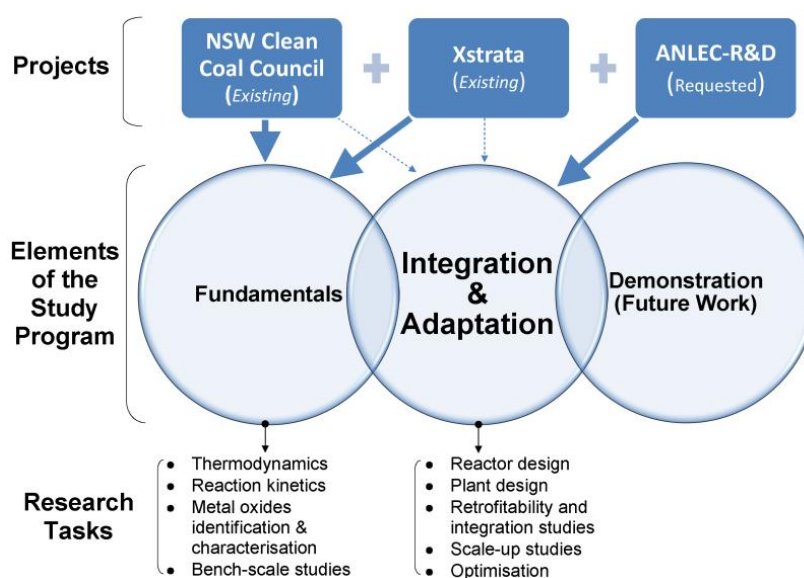 Projects
NSW Clean
Coal Council
(Existing)
+
Xstrata
(Existing)
+
ANLEC-R&D
(Requested)
Elements
of the
Study
Program
Fundamentals
Integration
&
Adaptation
Demonstration
(Future Work)
Research
Tasks
• Thermodynamics
• Reaction kinetics
• Metal oxides
identification &
characterisation
• Bench-scale studies
• Reactor design
• Plant design
• Retrofitability and
integration studies
• Scale-up studies
• Optimisation